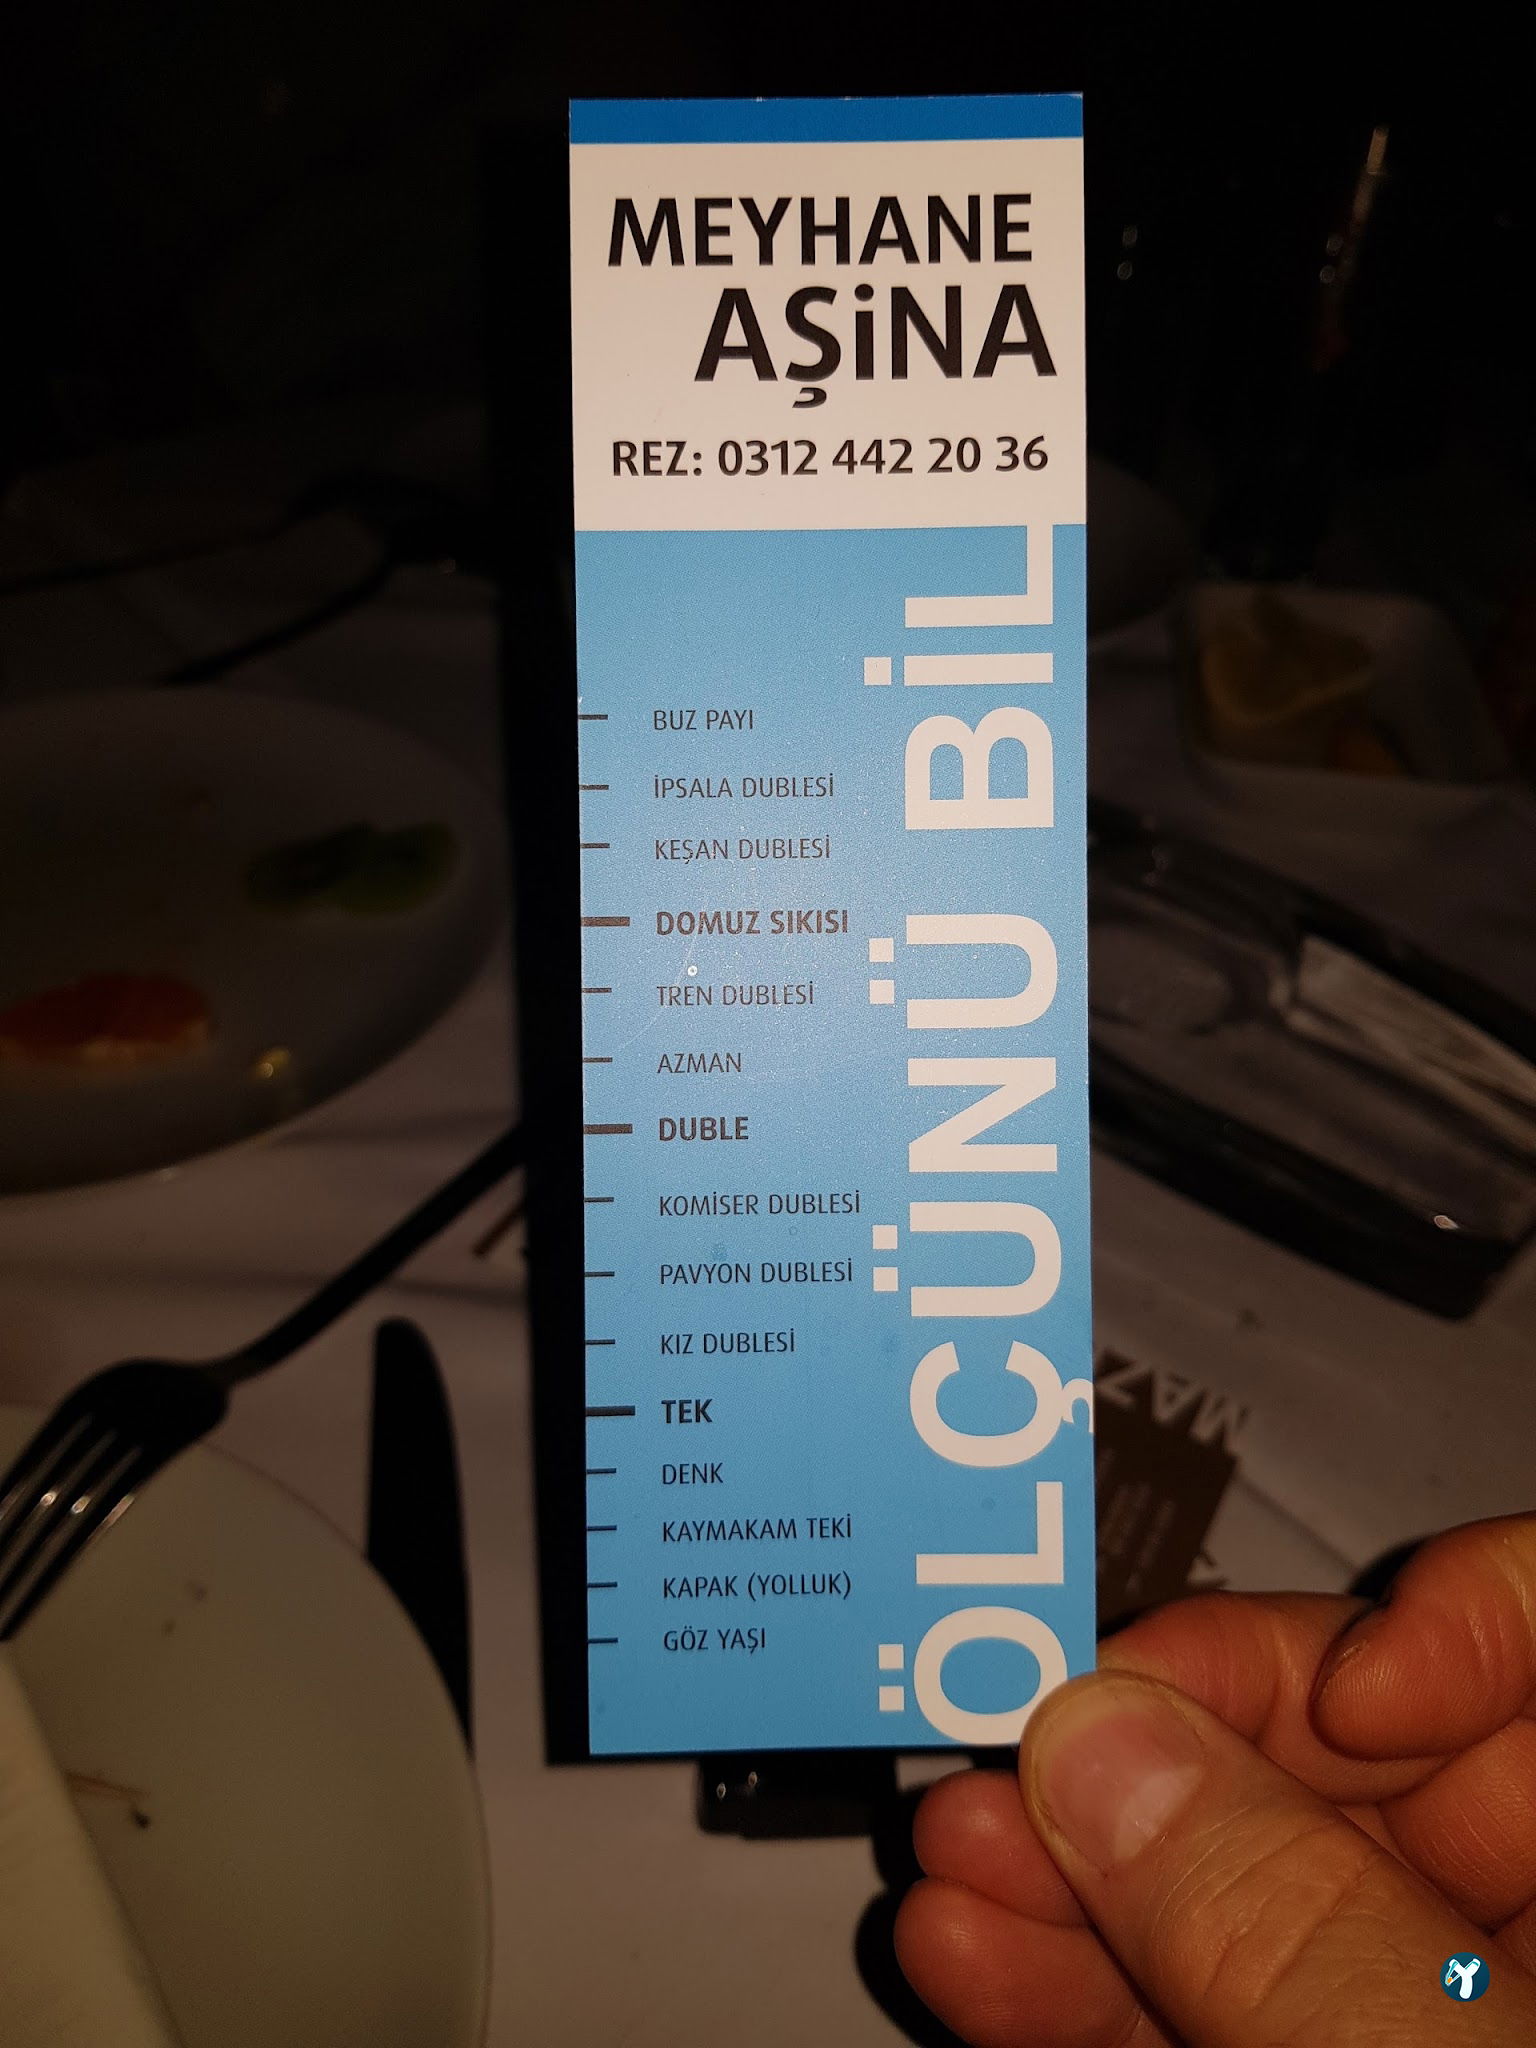 MEYHANE
AŞiNA
REZ: 0312 442 20 36
ÖLÇÜNÜ BİL
BUZ PAYI
İPSALA DUBLESİ
KEŞAN DUBLESİ
DOMUZ SIKISI
TREN DUBLESİ
AZMAN
DUBLE
KOMİSER DUBLESİ
PAVYON DUBLESİ
KIZ DUBLESİ
TEK
DENK
KAYMAKAM TEKİ
KAPAK (YOLLUK)
GÖZ YAŞI
MAZ